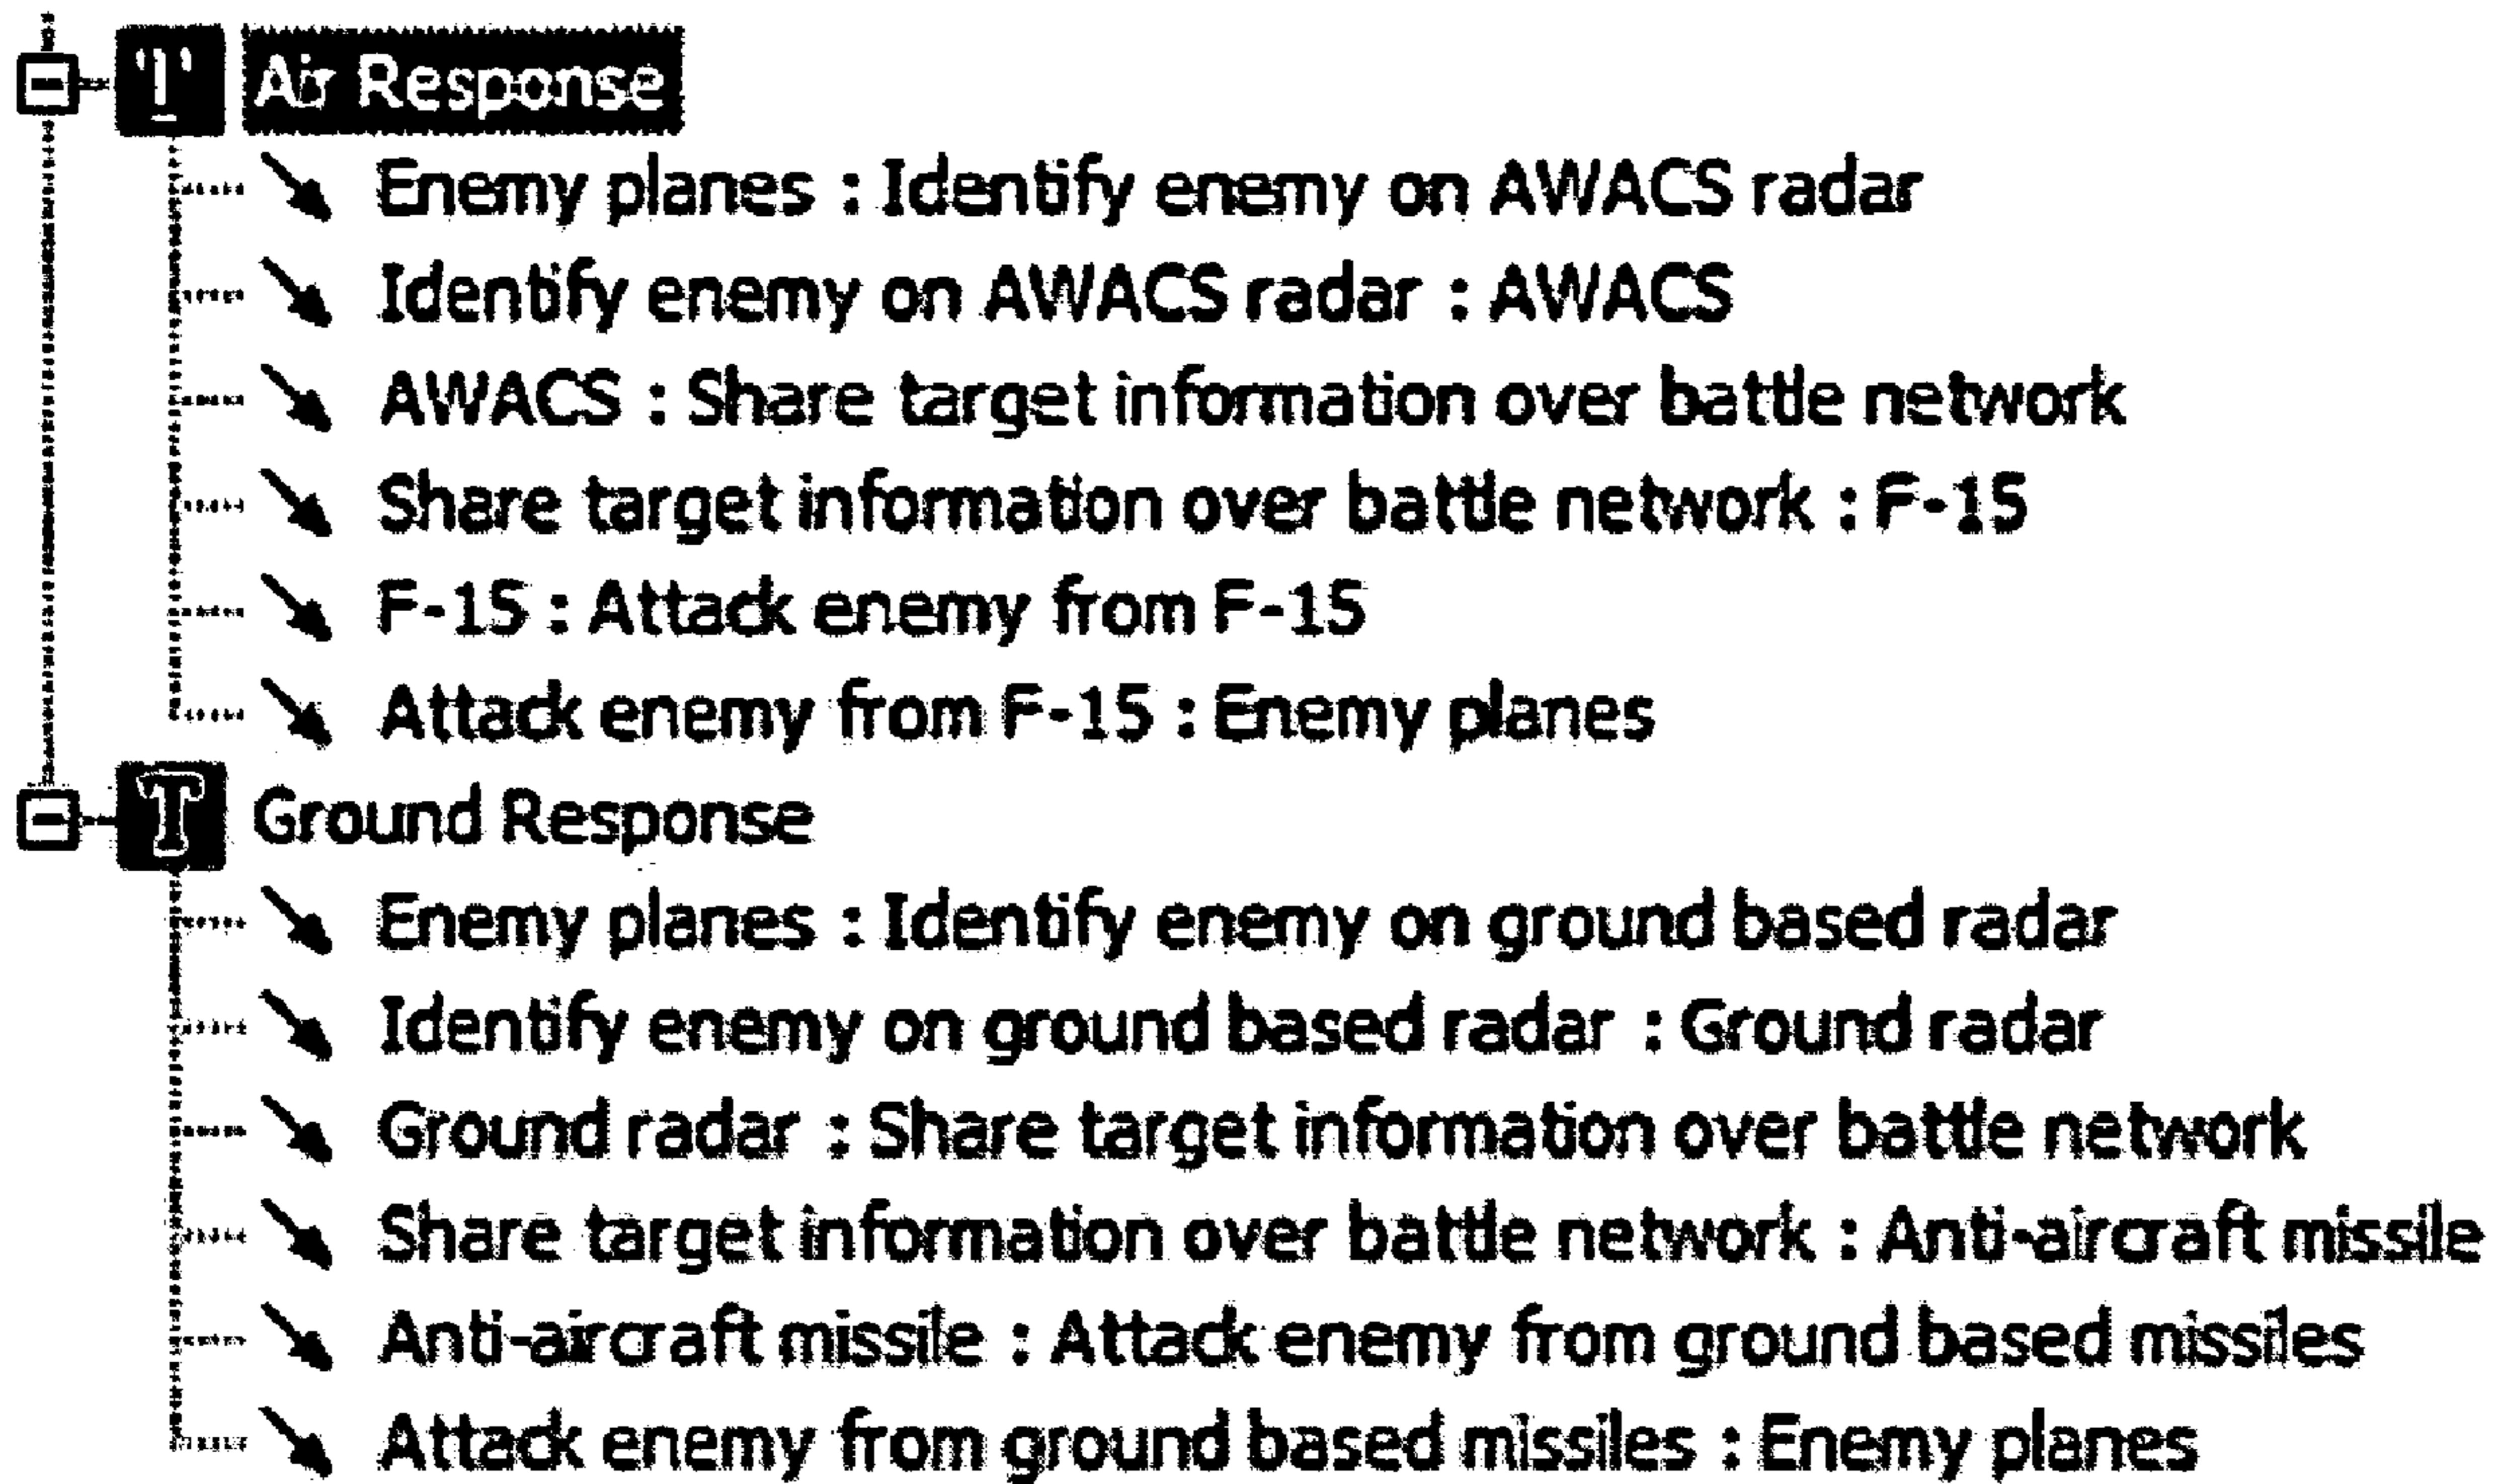 T Air Response
Enemy planes : Identify enemy on AWACS radar
Identify enemy on AWACS radar : AWACS
AWACS : Share target information over battle network
Share target information over battle network : F-15
F-15 : Attack enemy from F-15
Attack enemy from F-15 : Enemy planes
T Ground Response
Enemy planes : Identify enemy on ground based radar
Identify enemy on ground based radar : Ground radar
Ground radar : Share target information over battle network
Share target information over battle network : Anti-aircraft missile
Anti-aircraft missile : Attack enemy from ground based missiles
Attack enemy from ground based missiles : Enemy planes